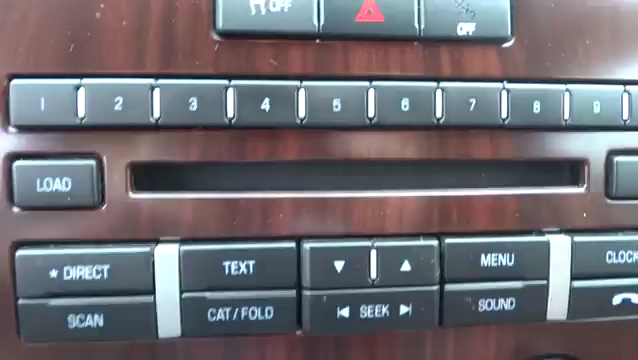 OFF
OFF
1 2 3 4 5 6 7 8 9
LOAD
* DIRECT TEXT MENU CLOCK
SCAN CAT/FOLD SEEK SOUND